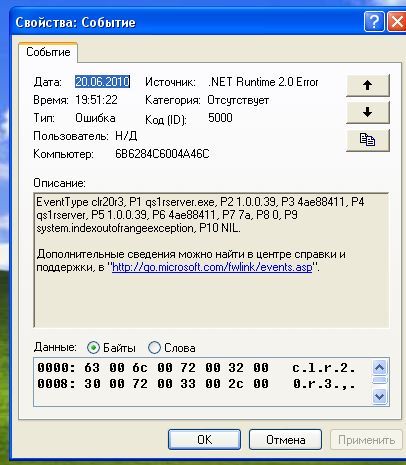 Свойства: Событие
Событие
Дата: 20.06.2010 Источник: .NET Runtime 2.0 Error
Время: 19:51:22 Категория: Отсутствует
Тип: Ошибка Код (ID): 5000
Пользователь: Н/Д
Компьютер: 6B6284C6004A46C
Описание:
EventType clr20r3, P1 qs1rserver.exe, P2 1.0.0.39, P3 4ae88411, P4
qs1rserver, P5 1.0.0.39, P6 4ae88411, P7 7a, P8 0, P9
system.indexoutofrangeexception, P10 NIL.
Дополнительные сведения можно найти в центре справки и
поддержки, в "http://go.microsoft.com/fwlink/events.asp".
Данные: Байты Слова
0000: 63 00 6c 00 72 00 32 00 c.l.r.2.
0008: 30 00 72 00 33 00 2c 00 0.r.3.,.
OK Отмена Применить